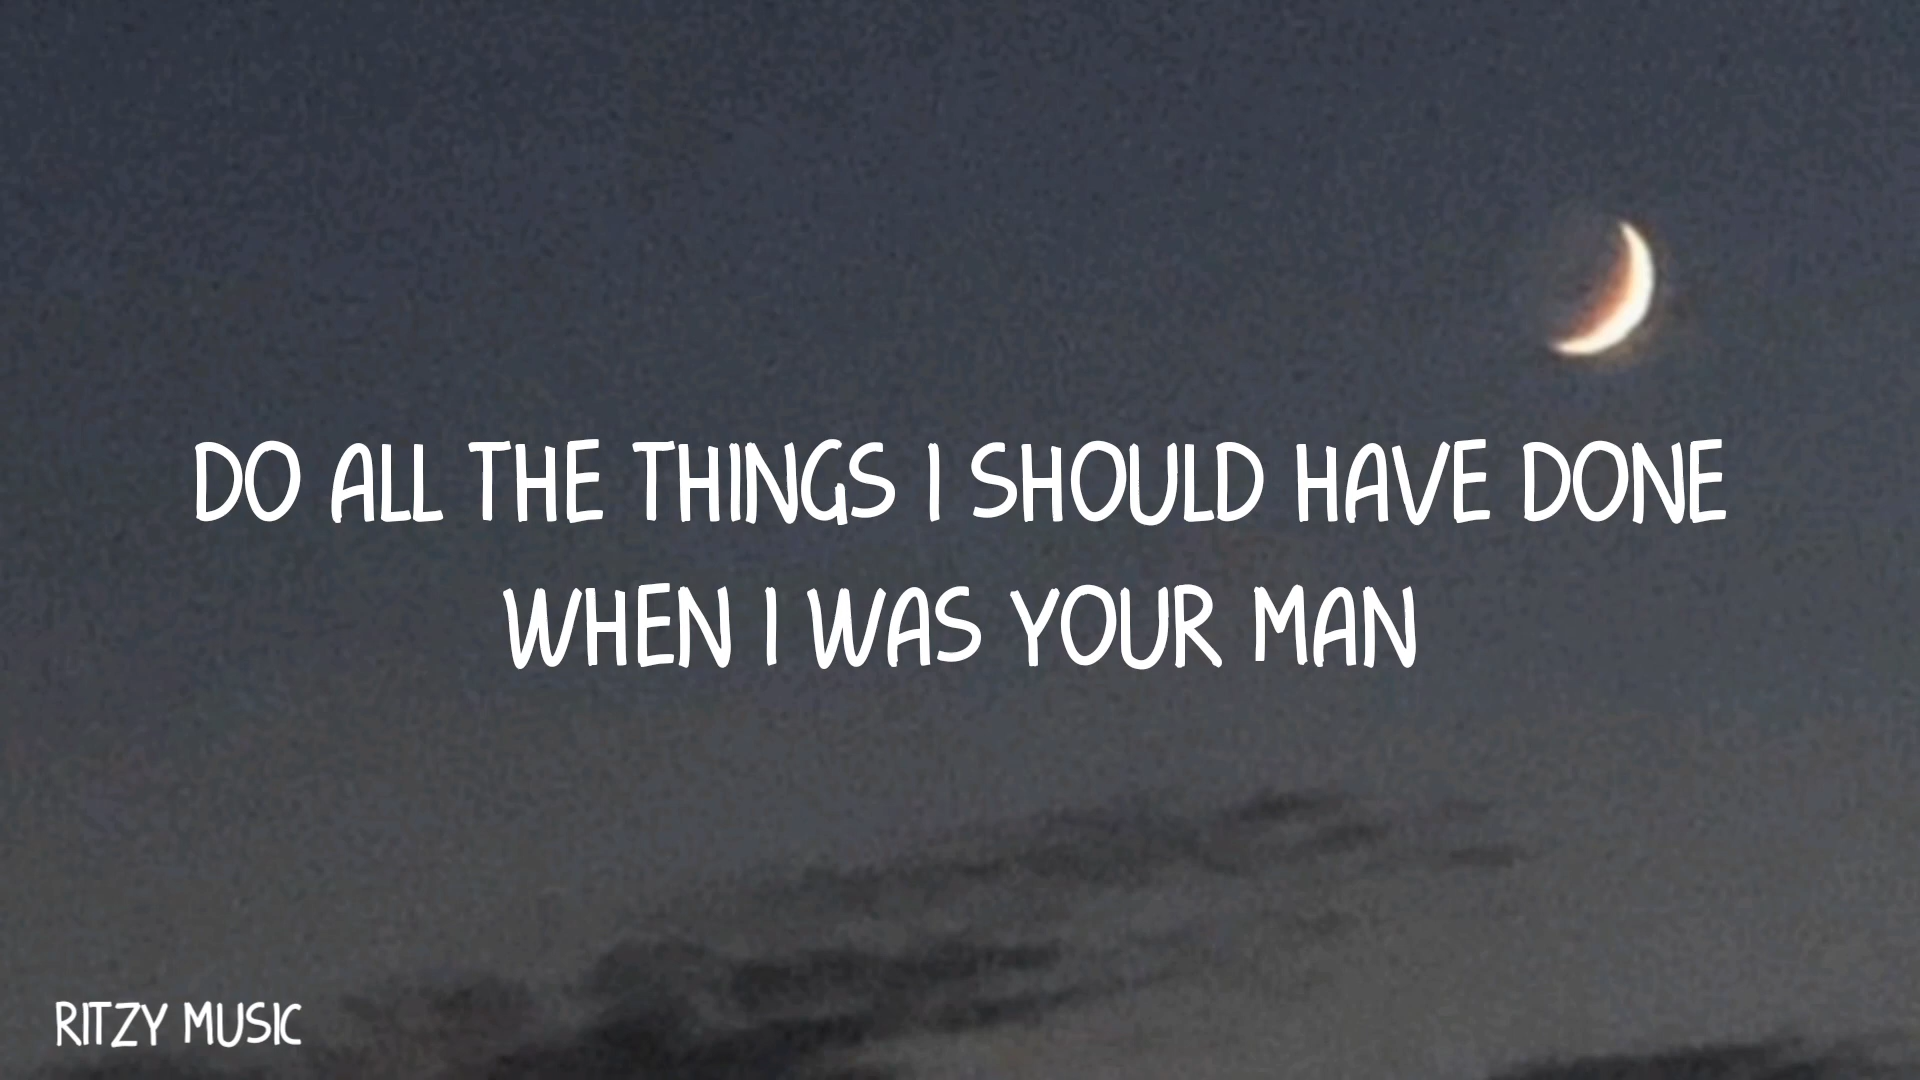 DO ALL THE THINGS I SHOULD HAVE DONE
WHEN I WAS YOUR MAN
RITZY MUSIC